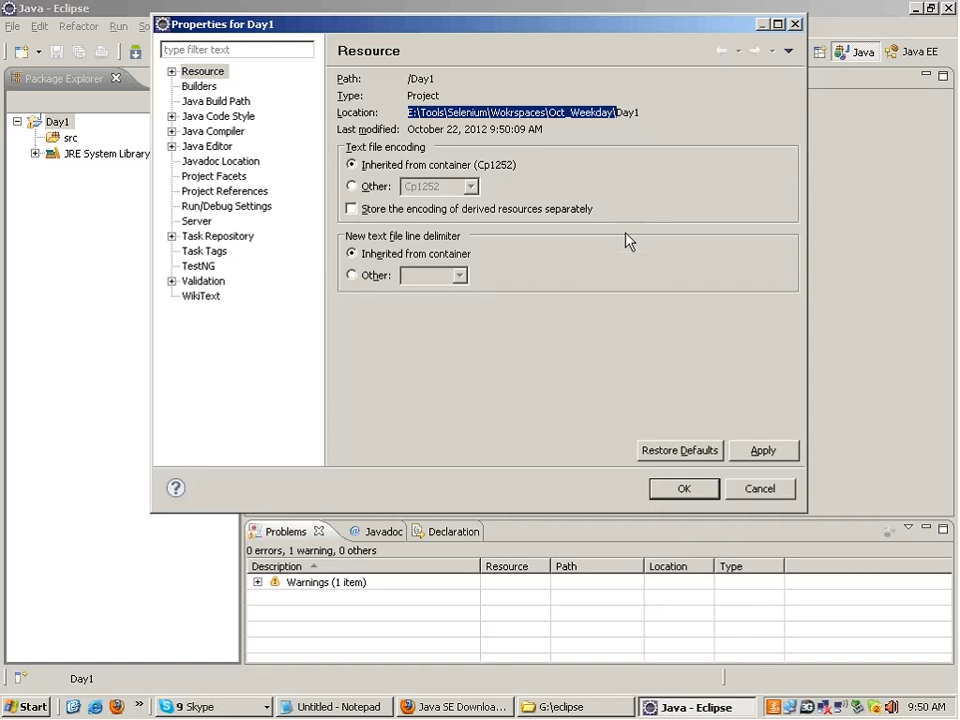 Java - Eclipse
File Edit Refactor Run So
Package Explorer
Day1
src
JRE System Library
Properties for Day1
type filter text
Resource
Builders
Java Build Path
Java Code Style
Java Compiler
Java Editor
Javadoc Location
Project Facets
Project References
Run/Debug Settings
Server
Task Repository
Task Tags
TestNG
Validation
WikiText
Resource
Path: /Day1
Type: Project
Location: E:\Tools\Selenium\Wokrspaces\Oct_Weekday\Day1
Last modified: October 22, 2012 9:50:09 AM
Text file encoding
Inherited from container (Cp1252)
Other: Cp1252
Store the encoding of derived resources separately
New text file line delimiter
Inherited from container
Other:
Restore Defaults Apply
? OK Cancel
Java Java EE
Problems @ Javadoc Declaration
0 errors, 1 warning, 0 others
Description Resource Path Location Type
Warnings (1 item)
Day1
Start » 9 Skype Untitled - Notepad Java SE Downloa... G:\eclipse Java - Eclipse 9:50 AM